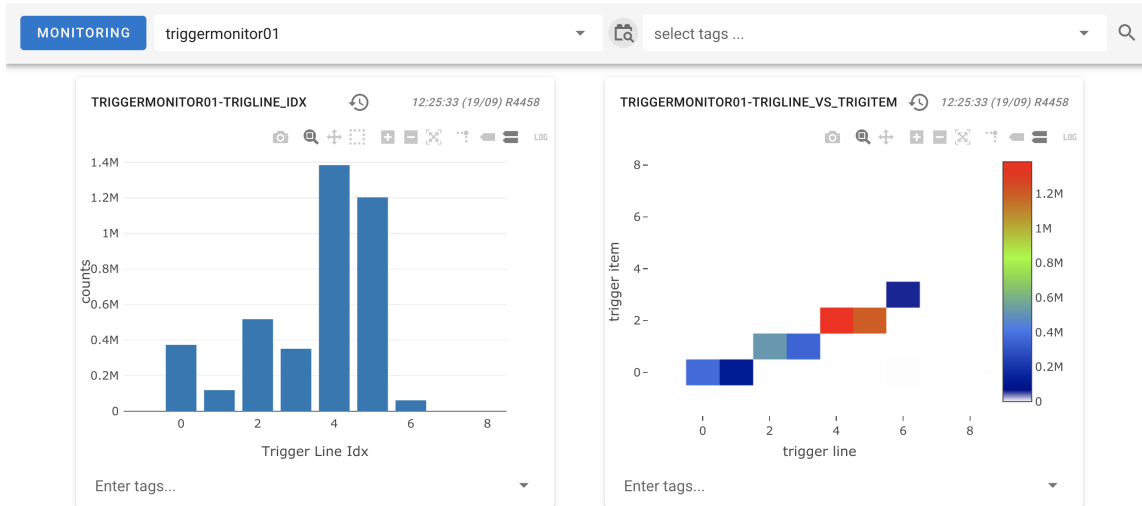 MONITORING
triggermonitor01
select tags ...
TRIGGERMONITOR01-TRIGLINE_IDX
12:25:33 (19/09) R4458
LOG
1.4M
1.2M
1M
0.8M
0.6M
0.4M
0.2M
0
counts
0 2 4 6 8
Trigger Line Idx
Enter tags...
TRIGGERMONITOR01-TRIGLINE_VS_TRIGITEM
12:25:33 (19/09) R4458
LOG
8
6
4
2
0
trigger item
0 2 4 6 8
trigger line
1.2M
1M
0.8M
0.6M
0.4M
0.2M
0
Enter tags...